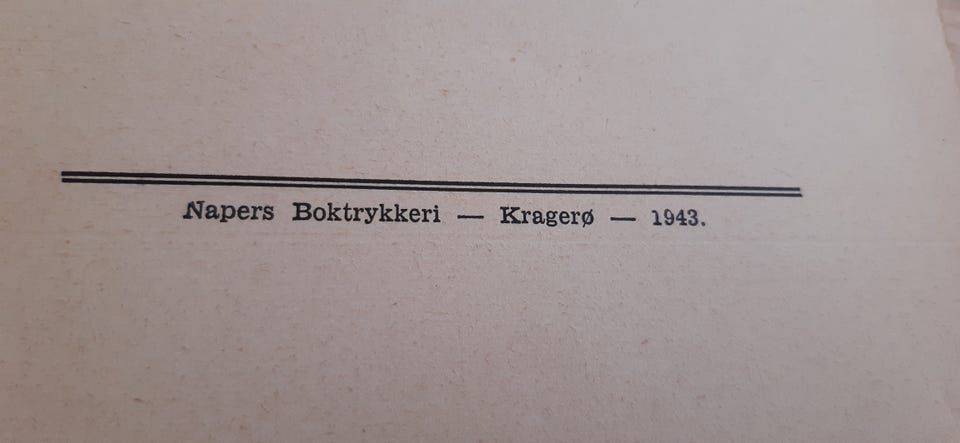 Napers Boktrykkeri — Kragerø — 1943.